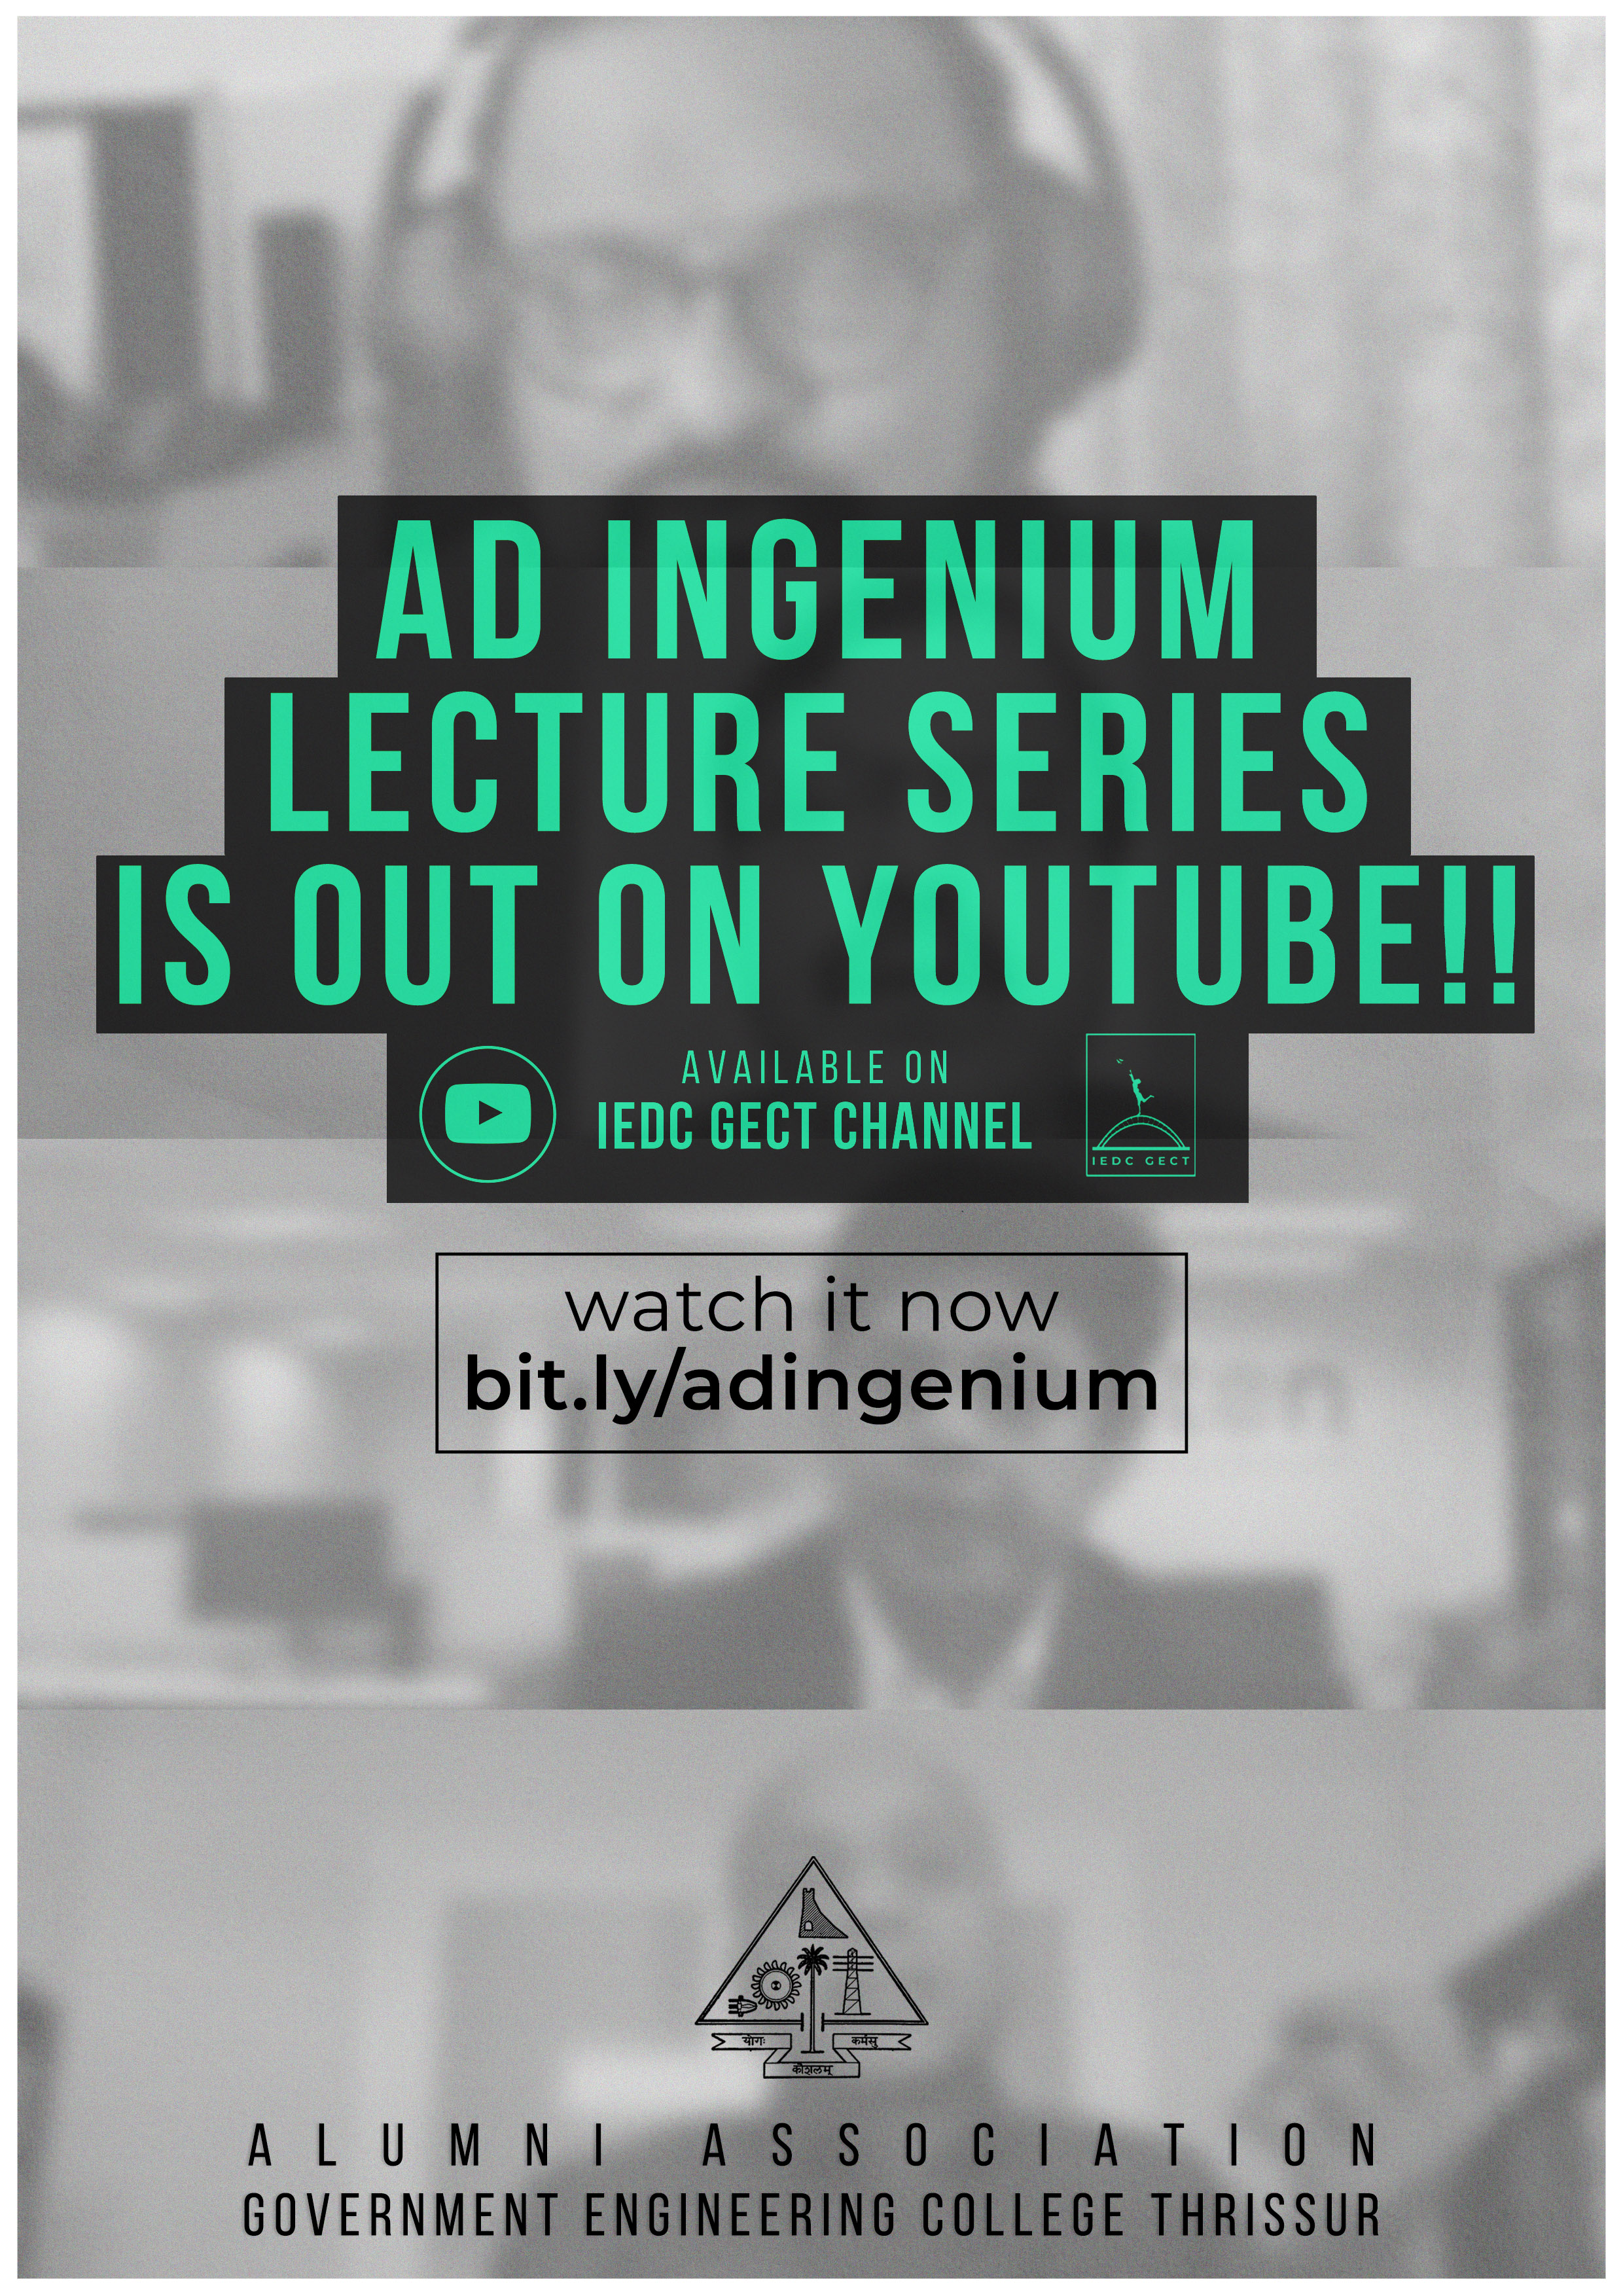 AD INGENIUM
LECTURE SERIES
IS OUT ON YOUTUBE!!
AVAILABLE ON
IEDC GECT CHANNEL
IEDC GECT
watch it now
bit.ly/adingenium
योगः कर्मसु
कौशलम्
ALUMNI ASSOCIATION
GOVERNMENT ENGINEERING COLLEGE THRISSUR